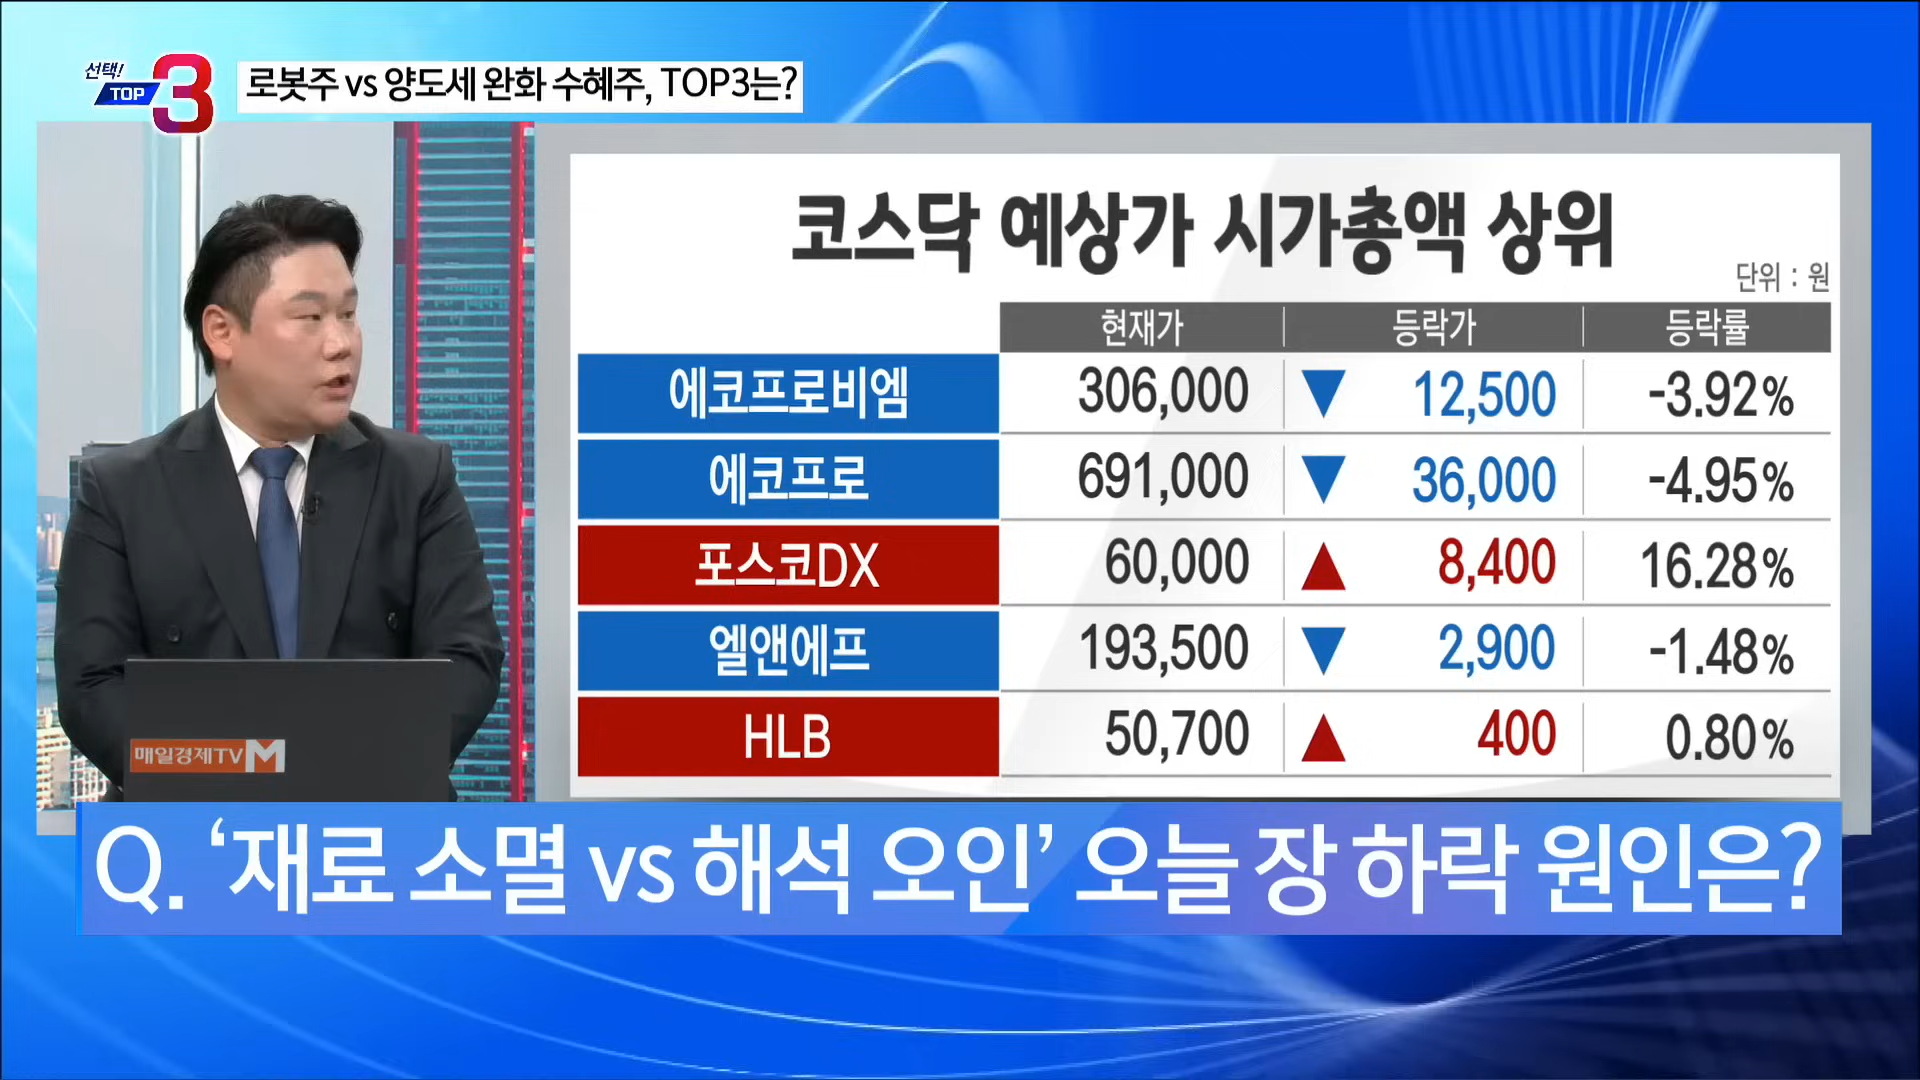 선택!
TOP
3
로봇주 vs 양도세 완화 수혜주, TOP3는?
코스닥 예상가 시가총액 상위
단위 : 원
현재가 등락가 등락률
에코프로비엠 306,000 ▼ 12,500 -3.92%
에코프로 691,000 ▼ 36,000 -4.95%
포스코DX 60,000 ▲ 8,400 16.28%
엘앤에프 193,500 ▼ 2,900 -1.48%
HLB 50,700 ▲ 400 0.80%
매일경제TV M
Q. ‘재료 소멸 vs 해석 오인’ 오늘 장 하락 원인은?